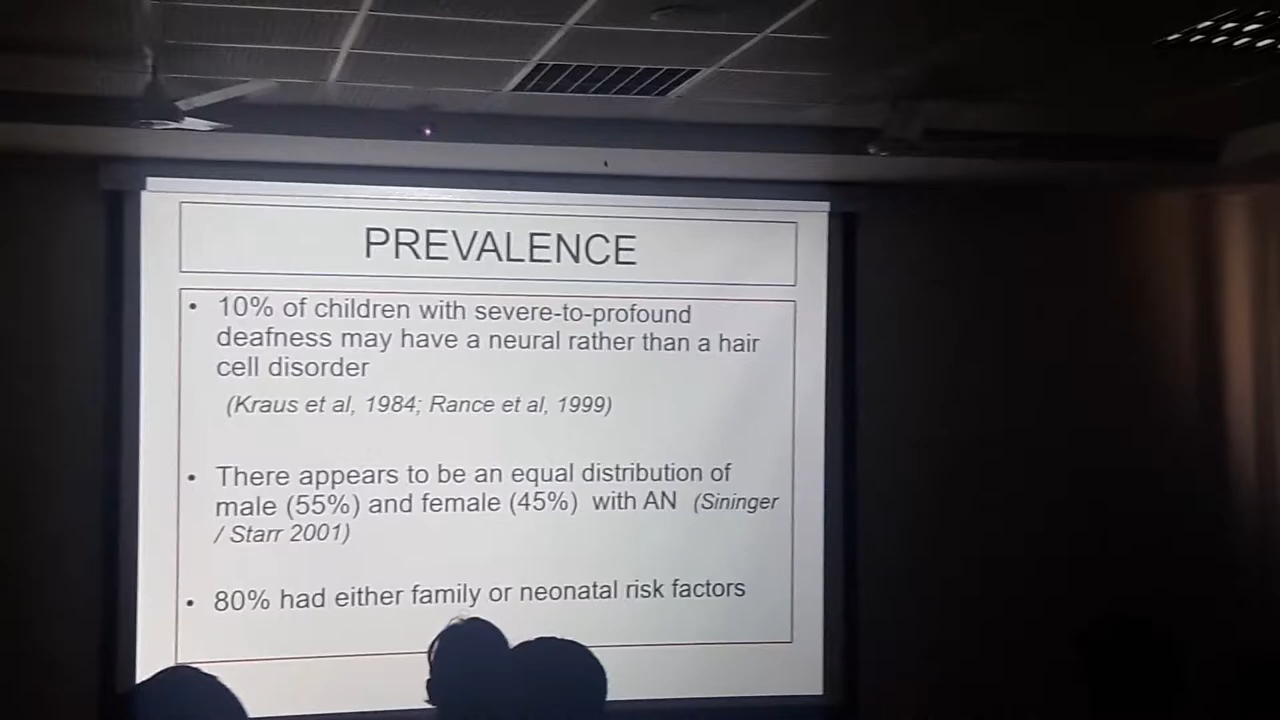 PREVALENCE
• 10% of children with severe-to-profound
deafness may have a neural rather than a hair
cell disorder
(Kraus et al, 1984; Rance et al, 1999)
• There appears to be an equal distribution of
male (55%) and female (45%) with AN (Sininger
/ Starr 2001)
• 80% had either family or neonatal risk factors